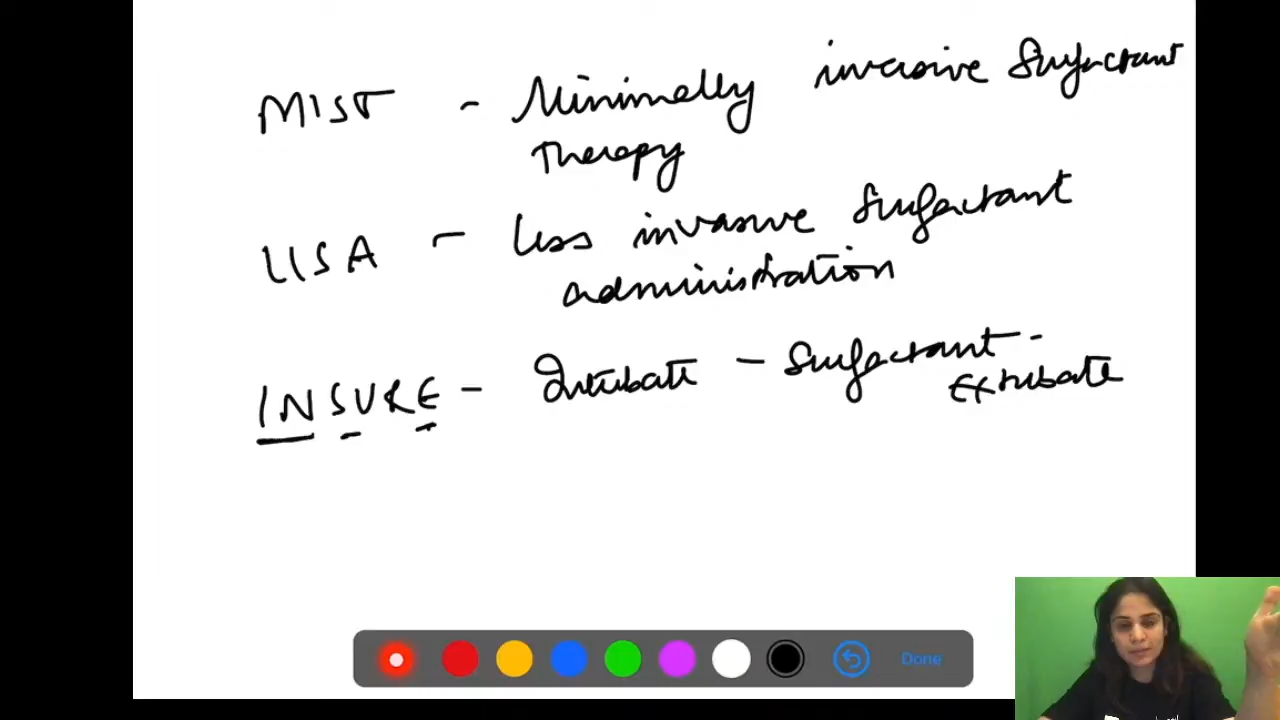 MIST - Minimally invasive Surfactant
therapy
LISA - less invasive Surfactant
administration
INSURE - Intubate - Surfactant -
Extubate
Done